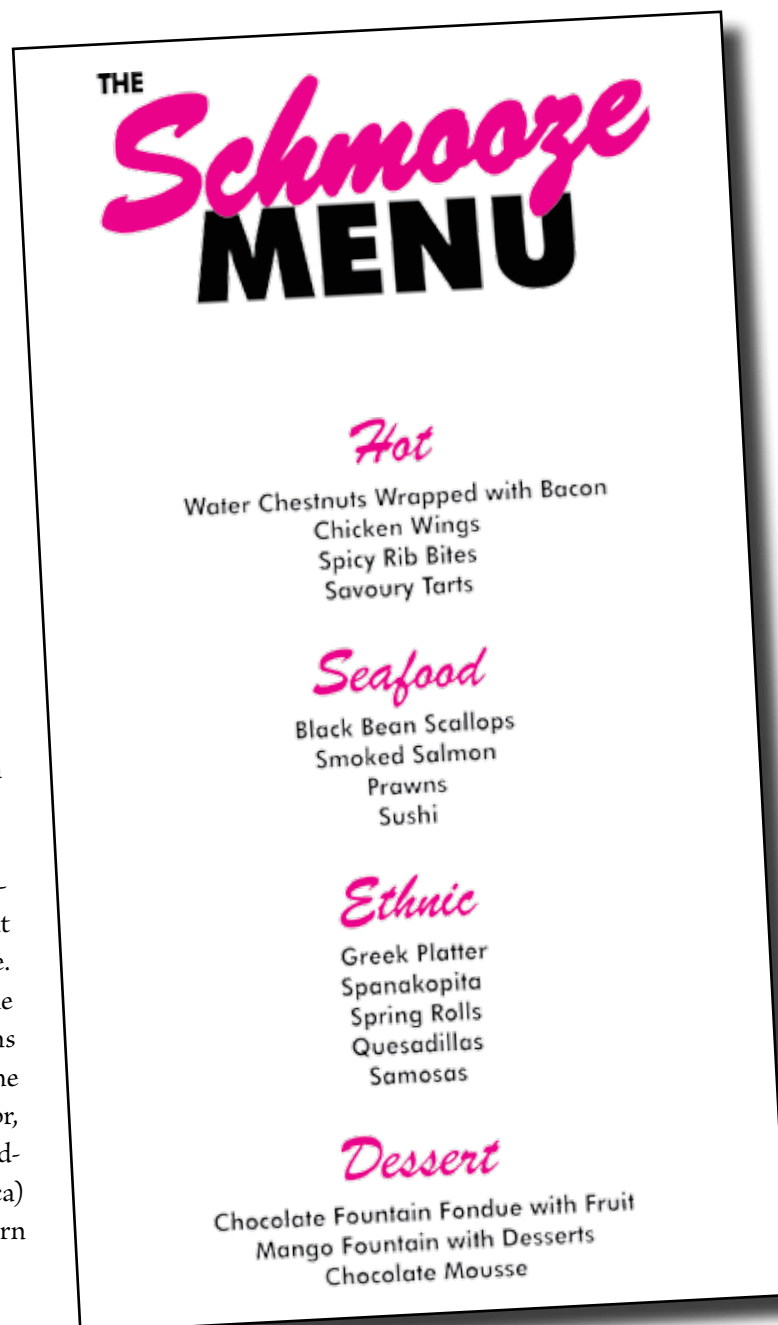 THE
Schmooze
MENU
Hot
Water Chestnuts Wrapped with Bacon
Chicken Wings
Spicy Rib Bites
Savoury Tarts
Seafood
Black Bean Scallops
Smoked Salmon
Prawns
Sushi
Ethnic
Greek Platter
Spanakopita
Spring Rolls
Quesadillas
Samosas
Dessert
Chocolate Fountain Fondue with Fruit
Mango Fountain with Desserts
Chocolate Mousse